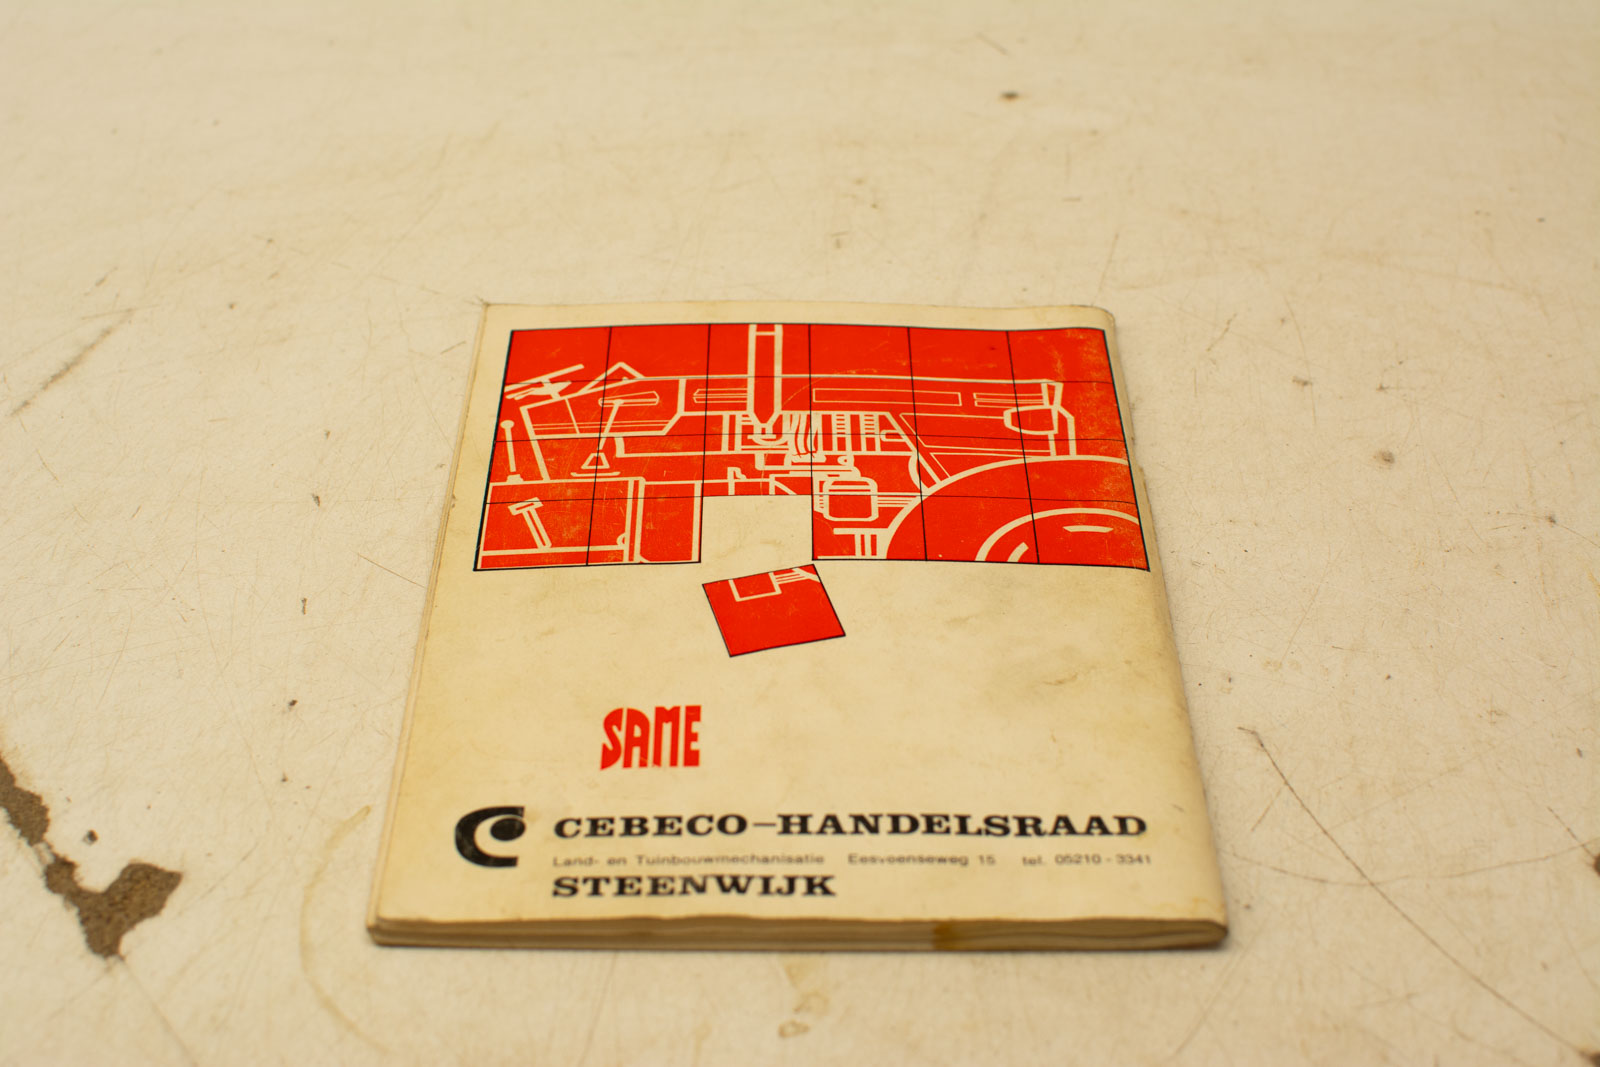 SAME
CEBECO-HANDELSRAAD
Land- en Tuinbouwmechanisatie Eesveenseweg 15 tel. 05210 - 3341
STEENWIJK